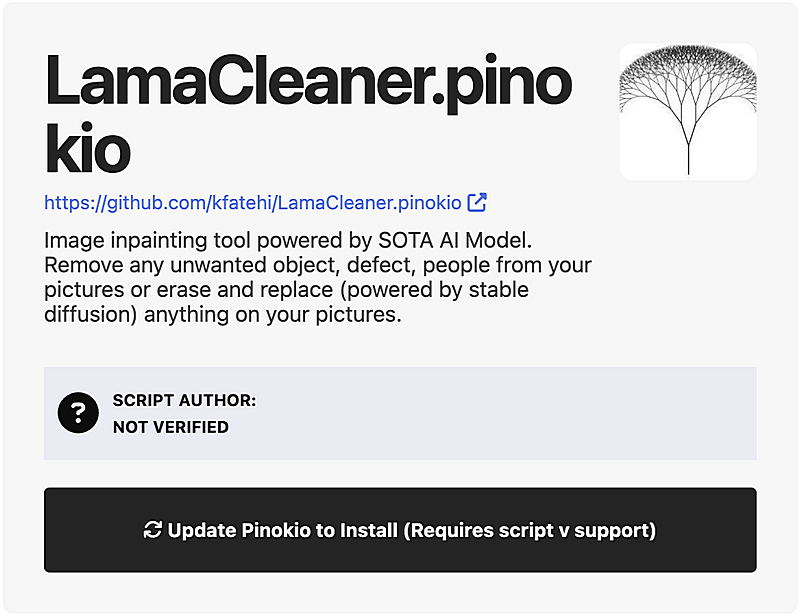 LamaCleaner.pino
kio
https://github.com/kfatehi/LamaCleaner.pinokio
Image inpainting tool powered by SOTA AI Model.
Remove any unwanted object, defect, people from your
pictures or erase and replace (powered by stable
diffusion) anything on your pictures.
?
SCRIPT AUTHOR:
NOT VERIFIED
Update Pinokio to Install (Requires script v support)